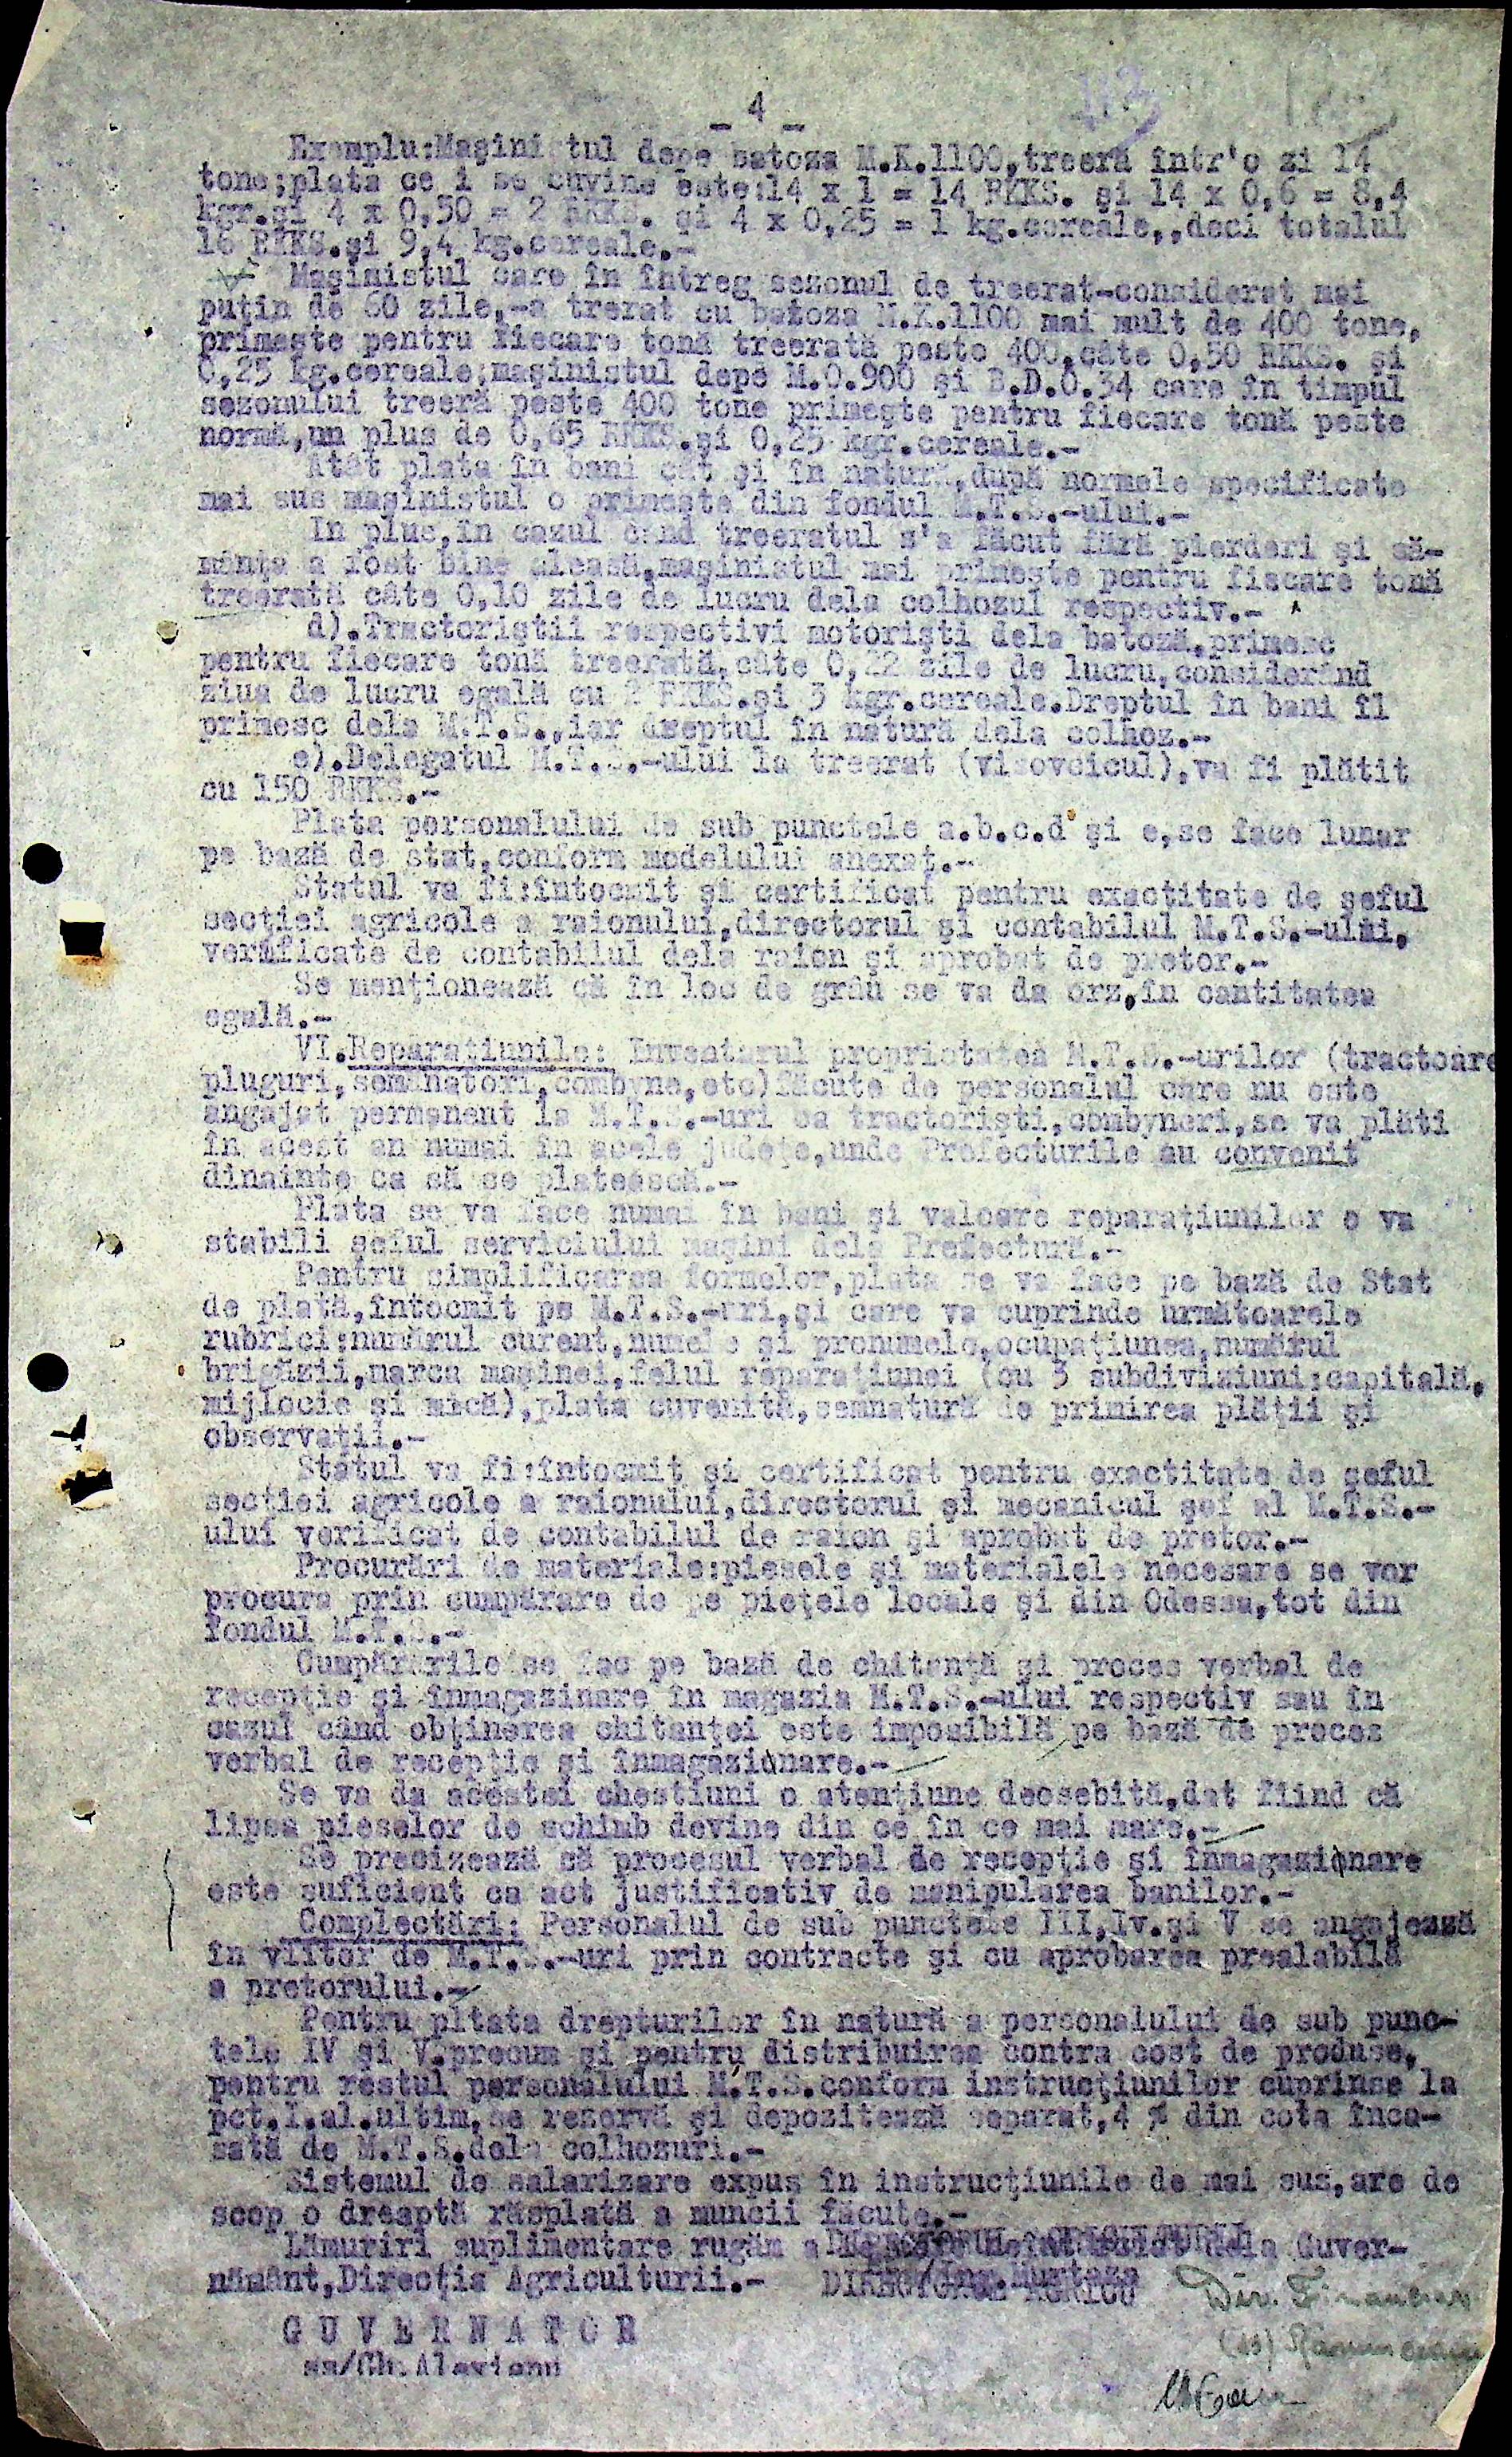 113
_ 4 _
Exemplu:Maşinistul depe batoza M.K.1100,treeră într'o zi 14
tone;plata ce i se cuvine este:14 x 1 = 14 RKKS. şi 14 x 0,6 = 8,4
kgr.şi 4 x 0,50 = 2 RKKS. şi 4 x 0,25 = 1 kg.cereale,,deci totalul
16 RKKS.şi 9,4 kg.cereale.-
Maşinistul care în întreg sezonul de treerat-considerat mai
puţin de 60 zile,-a trerat cu batoza M.K.1100 mai mult de 400 tone,
primeşte pentru fiecare tonă treerată peste 400,câte 0,50 RKKS. şi
0,25 kg.cereale;maşinistul depe M.O.900 şi B.D.O.34 care în timpul
sezonului treeră peste 400 tone primeşte pentru fiecare tonă peste
normă,un plus de 0,65 RKKS.şi 0,25 kgr.cereale.-
Atât plata în bani cât şi în natură,după normele specificate
mai sus maşinistul o primeşte din fondul M.T.S.-ului.-
In plus,în cazul când treeratul s'a făcut fără pierderi şi să-
mânţa a fost bine aleasă,maşinistul mai primeşte pentru fiecare tonă
treerată câte 0,10 zile de lucru dela colhozul respectiv.-
d).Tractoriştii respectivi motorişti dela batoză,primesc
pentru fiecare tonă treerată,câte 0,22 zile de lucru,considerând
ziua de lucru egală cu 2 RKKS.şi 3 kgr.cereale.Dreptul în bani îl
primesc dela M.T.S.,iar dreptul în natură dela colhoz.-
e).Delegatul M.T.S.-ului la treerat (visovcicul),va fi plătit
cu 150 RKKS.-
Plata personalului de sub punctele a.b.c.d şi e,se face lunar
pe bază de stat,conform modelului anexat.-
Statul va fi:întocmit şi certificat pentru exactitate de şeful
secţiei agricole a raionului,directorul şi contabilul M.T.S.-ului,
verificate de contabilul dela raion şi aprobat de pretor.-
Se menţionează că în loc de grâu se va da orz,în cantitatea
egală.-
VI.Reparaţiunile: Inventarul proprietatea M.T.S.-urilor (tractoare
pluguri,semănatori,combyne,etc)făcute de personalul care nu este
angajat permanent la M.T.S.-uri ca tractorişti,combyneri,se va plăti
în acest an numai în acele judeţe,unde Prefecturile au convenit
dinainte ca să se platească.-
Plata se va face numai în bani şi valoare reparaţiunilor o va
stabili şeful serviciului maşini dela Prefectură.-
Pentru simplificarea formelor,plata se va face pe bază de Stat
de plată,întocmit pe M.T.S.-uri,şi care va cuprinde următoarele
rubrici:numărul curent,numele şi pronumele,ocupaţiunea,numărul
brigăzii,marca maşinei,felul reparaţiunei (cu 3 subdiviziuni:capitală,
mijlocie şi mică),plata cuvenită,semnatură de primirea plăţii şi
observaţii.-
Statul va fi:întocmit şi certificat pentru exactitate de şeful
secţiei agricole a raionului,directorul şi mecanicul şef al M.T.S.-
ului verificat de contabilul de raion şi aprobat de pretor.-
Procurări de materiale:piesele şi materialele necesare se vor
procura prin cumpărare de pe pieţele locale şi din Odessa,tot din
fondul M.T.S.-
Cumpărările se fac pe bază de chitanţă şi proces verbal de
recepţie şi înmagazinare în magazia M.T.S.-ului respectiv sau în
cazul când obţinerea chitanţei este imposibilă pe bază de proces
verbal de recepţie şi înmagazionare.-
Se va da acestei chestiuni o atenţiune deosebită,dat fiind că
lipsa pieselor de schimb devine din ce în ce mai mare.-
Se precizează că procesul verbal de recepţie şi înmagazionare
este suficient ca act justificativ de manipularea banilor.-
Complectări: Personalul de sub punctele III,Iv.şi V se angajează
în viitor de M.T.S.-uri prin contracte şi cu aprobarea prealabilă
a pretorului.-
Pentru pltata drepturilor în natură a personalului de sub punc-
tele IV şi V.precum şi pentru distribuirea contra cost de produse,
pentru restul personalului M.T.S.conform instrucţiunilor cuprinse la
pct.I.al.ultim,se rezervă şi depozitează separat,4 % din cota înca-
sată de M.T.S.dela colhozuri.-
Sistemul de salarizare expus în instrucţiunile de mai sus,are de
scop o dreaptă răsplată a muncii făcute.-
Lămuriri suplimentare rugăm a dela Guver-
nământ,Direcţia Agriculturii.-
Dir. Financiar
G U V E R N A T O R
ss/Gh.Alexianu